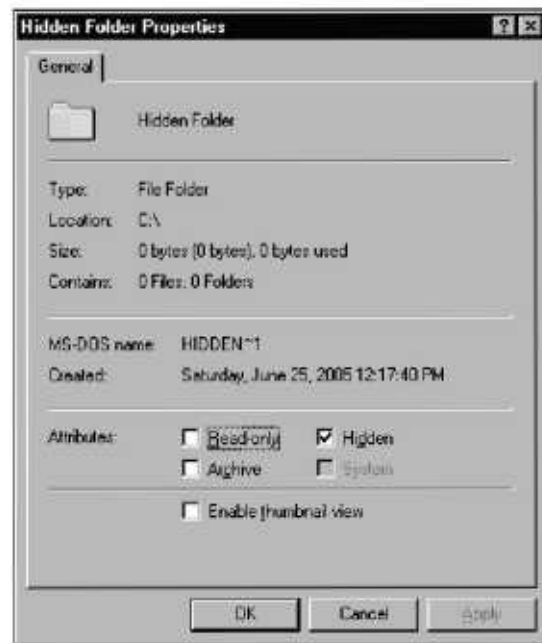 Hidden Folder Properties
General
Hidden Folder
Type: File Folder
Location: C:\
Size: 0 bytes (0 bytes), 0 bytes used
Contains: 0 Files, 0 Folders
MS-DOS name: HIDDEN~1
Created: Saturday, June 25, 2005 12:17:40 PM
Attributes: Read-only Hidden
Archive System
Enable thumbnail view
OK Cancel Apply